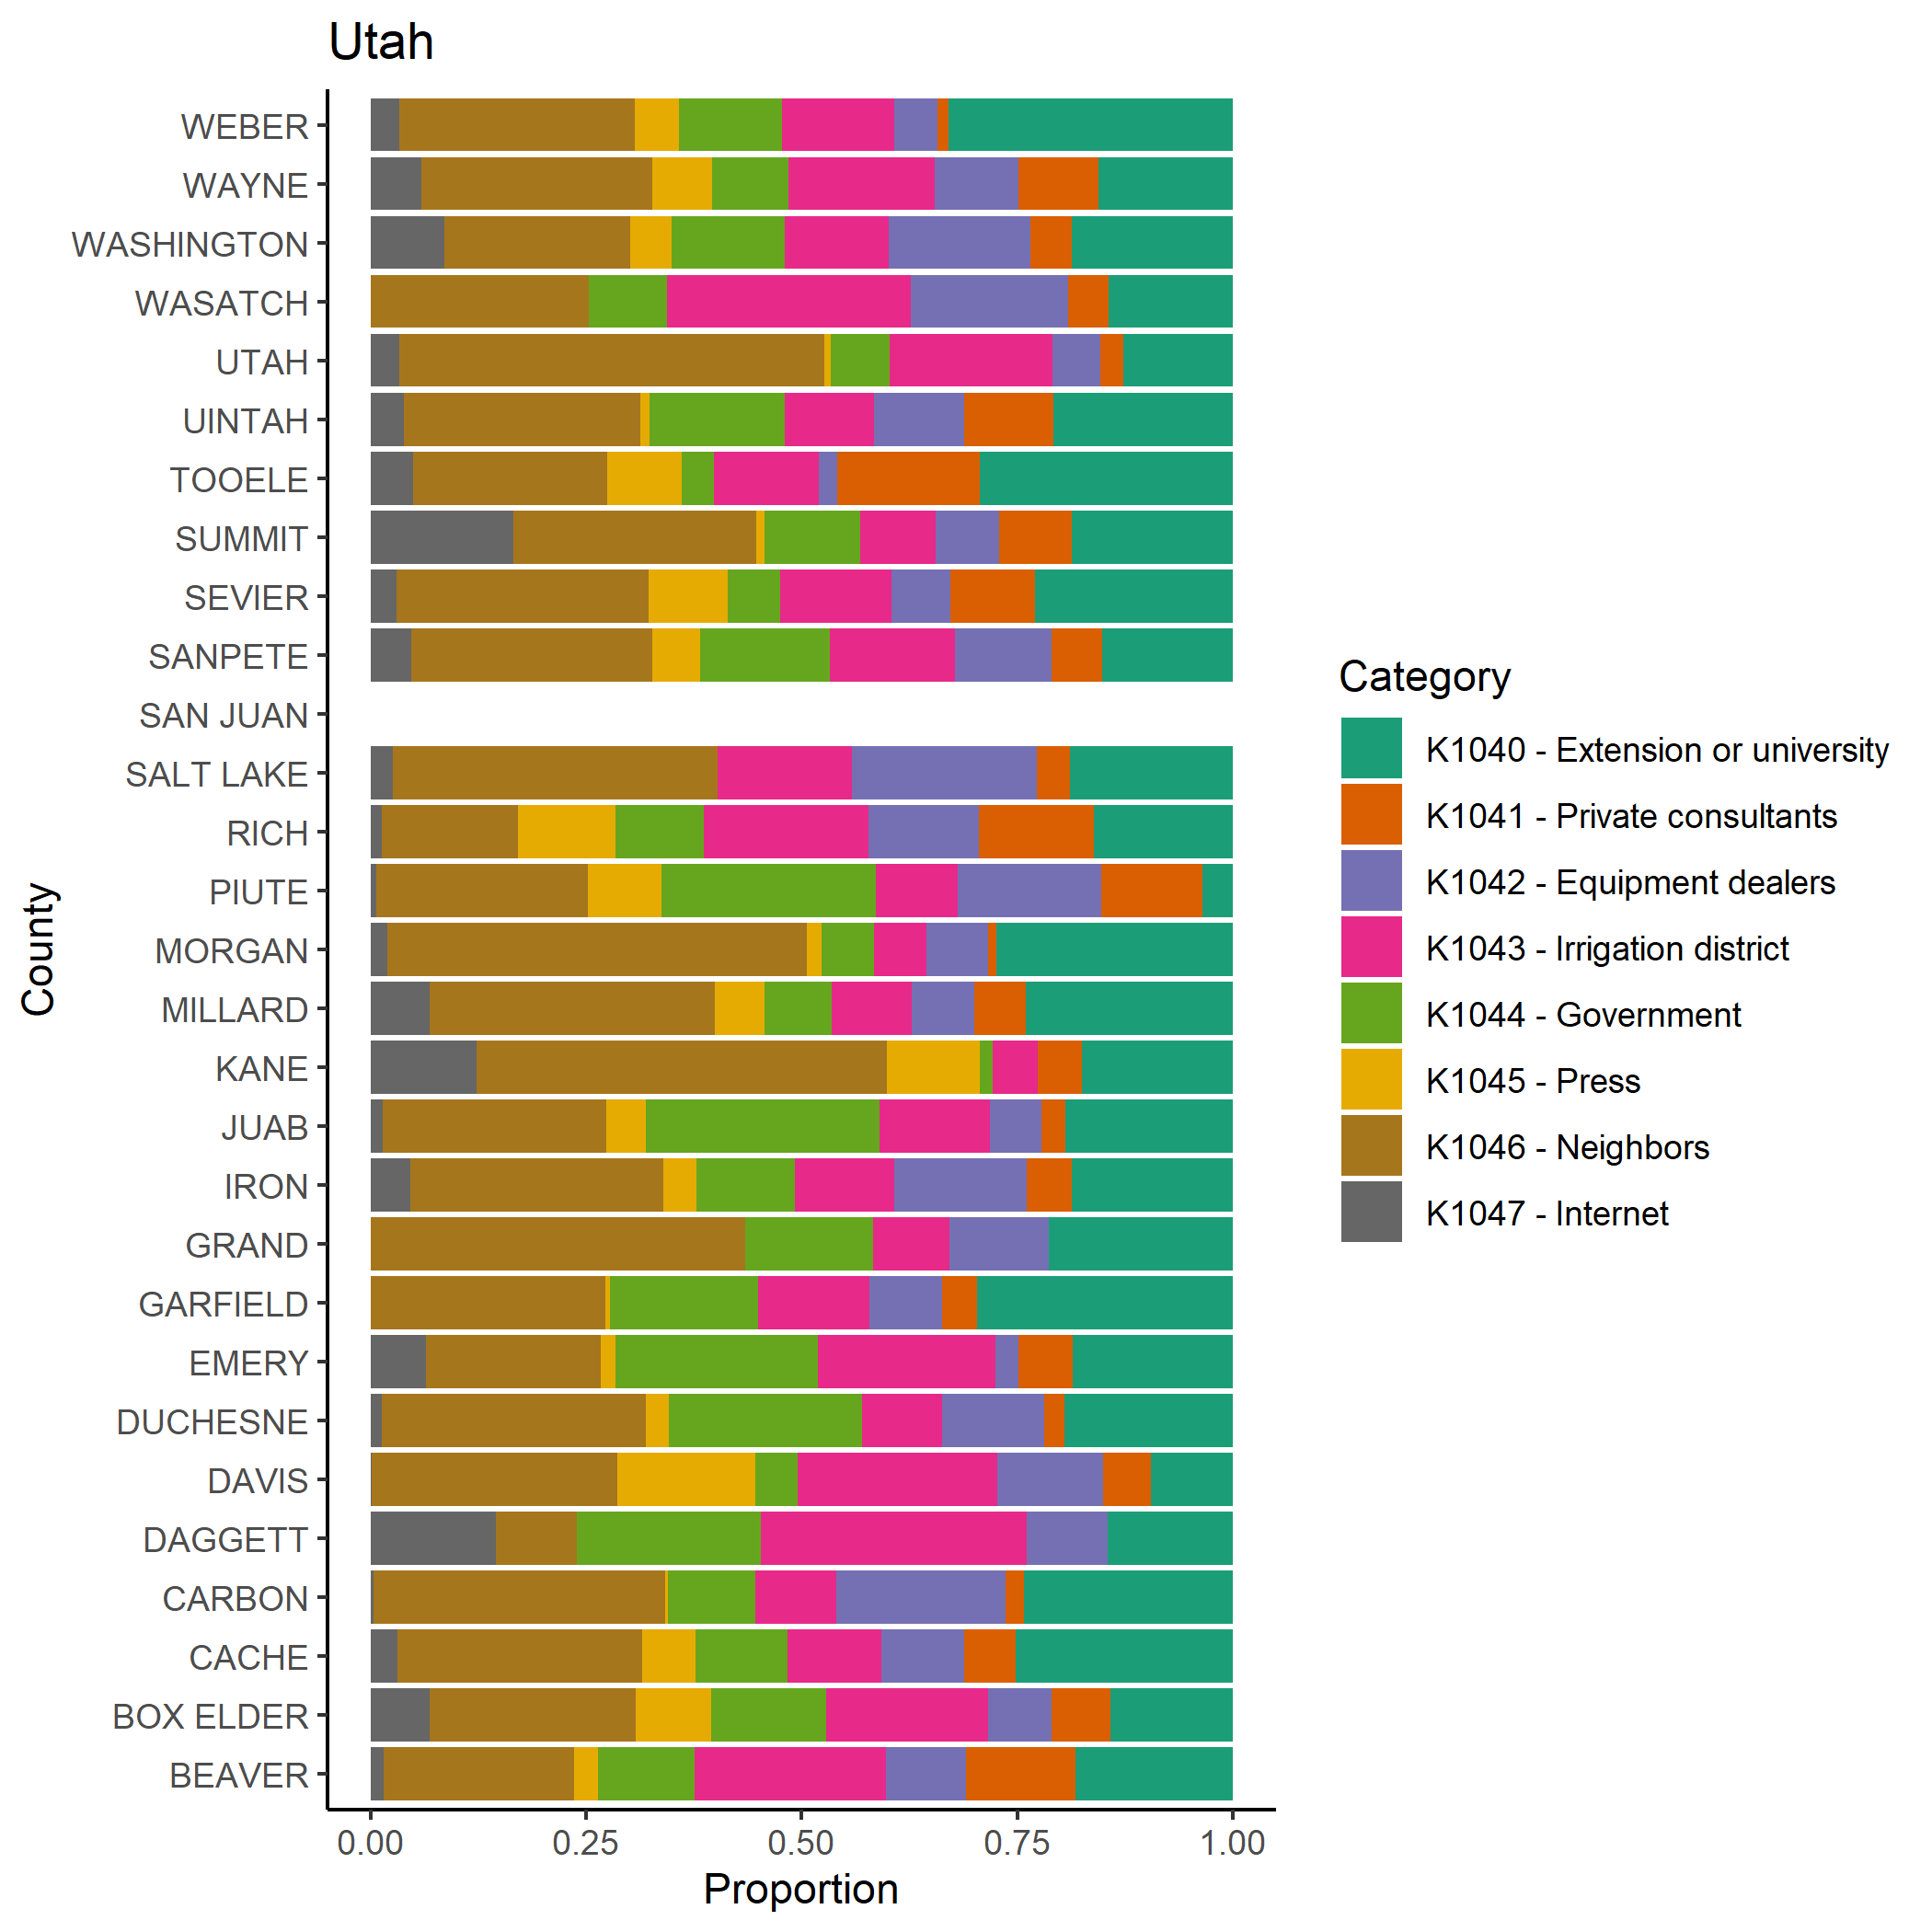 Utah
WEBER
WAYNE
WASHINGTON
WASATCH
UTAH
UINTAH
TOOELE
SUMMIT
SEVIER
SANPETE
SAN JUAN
SALT LAKE
RICH
PIUTE
MORGAN
MILLARD
KANE
JUAB
IRON
GRAND
GARFIELD
EMERY
DUCHESNE
DAVIS
DAGGETT
CARBON
CACHE
BOX ELDER
BEAVER
County
0.00 0.25 0.50 0.75 1.00
Proportion
Category
K1040 - Extension or university
K1041 - Private consultants
K1042 - Equipment dealers
K1043 - Irrigation district
K1044 - Government
K1045 - Press
K1046 - Neighbors
K1047 - Internet